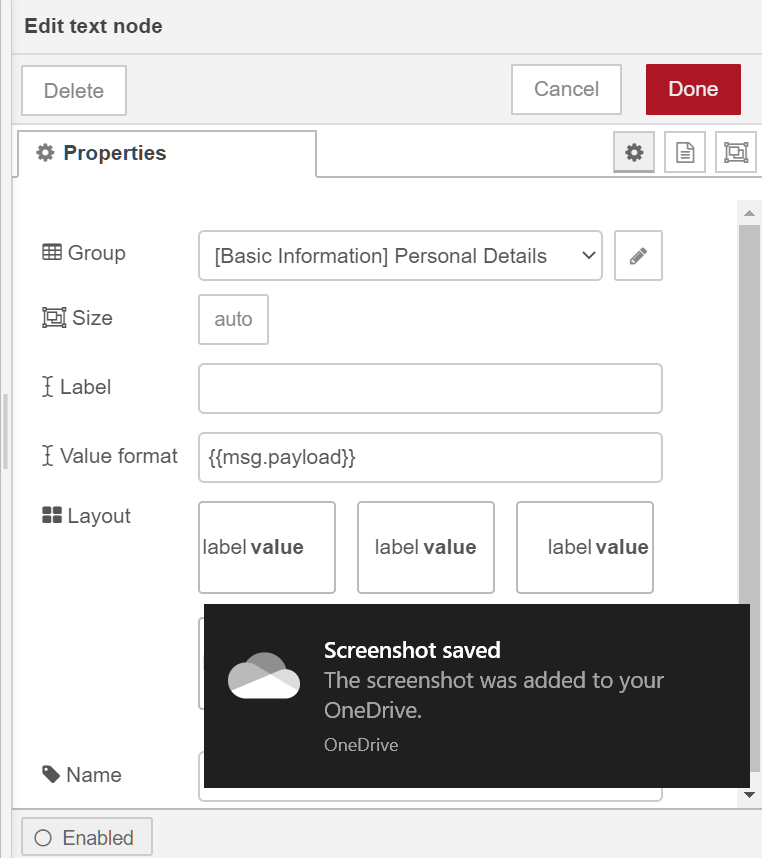 Edit text node
Delete
Cancel
Done
Properties
Group
[Basic Information] Personal Details
Size
auto
Label
Value format
{{msg.payload}}
Layout
label value
label value
label value
Screenshot saved
The screenshot was added to your
OneDrive.
OneDrive
Name
Enabled